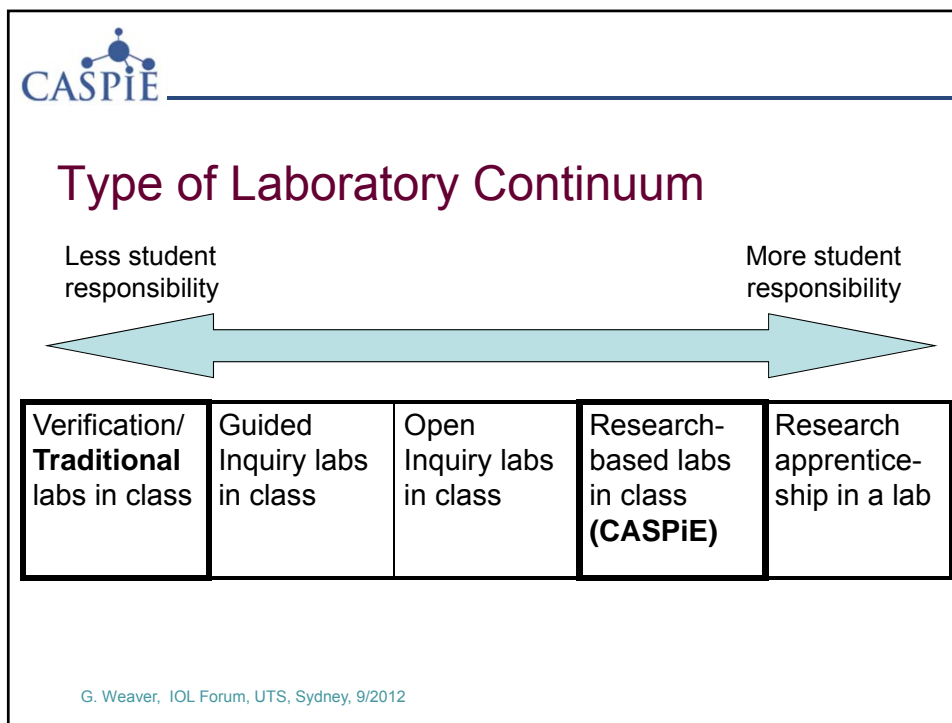 CASPiE
Type of Laboratory Continuum
Less student
responsibility
More student
responsibility
Verification/
Traditional
labs in class
Guided
Inquiry labs
in class
Open
Inquiry labs
in class
Research-
based labs
in class
(CASPiE)
Research
apprentice-
ship in a lab
G. Weaver, IOL Forum, UTS, Sydney, 9/2012